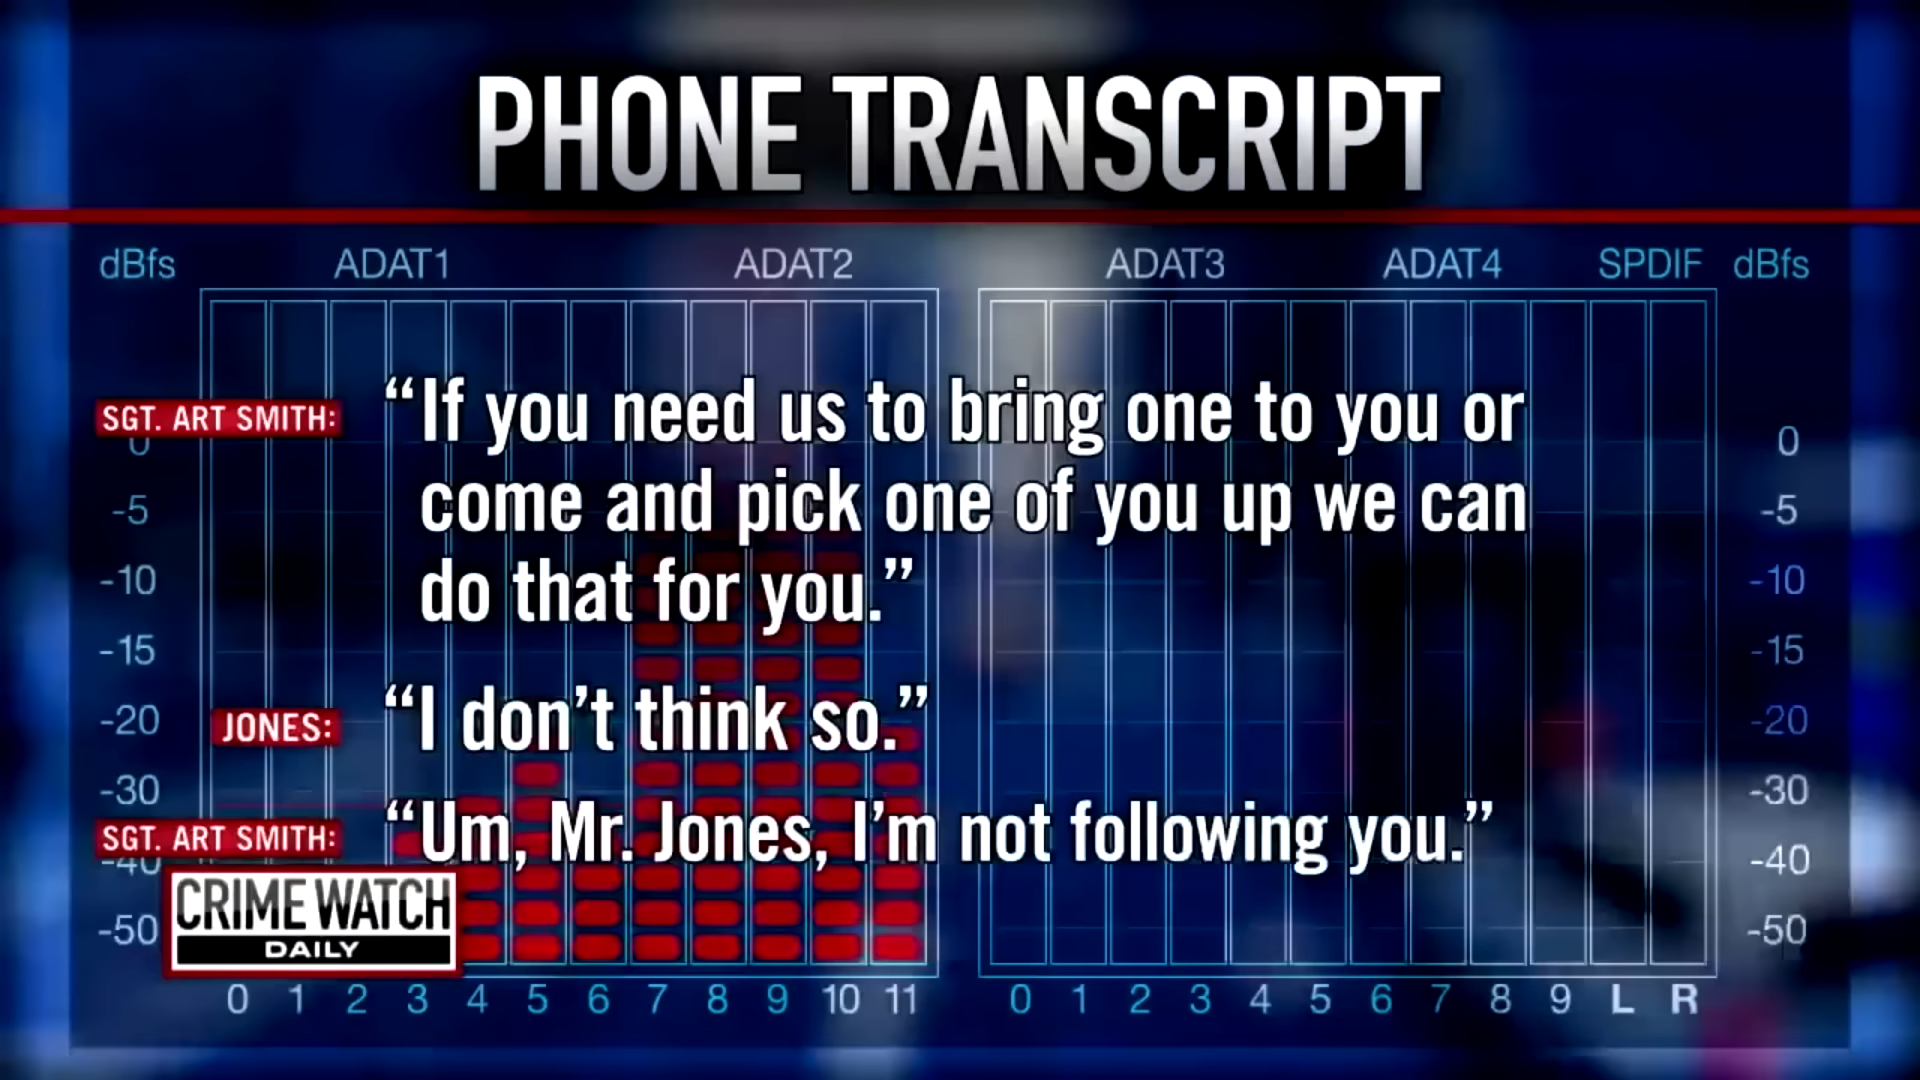 PHONE TRANSCRIPT
dBfs ADAT1 ADAT2 ADAT3 ADAT4 SPDIF dBfs
SGT. ART SMITH: “If you need us to bring one to you or
come and pick one of you up we can
do that for you.”
JONES: “I don’t think so.”
SGT. ART SMITH: “Um, Mr. Jones, I’m not following you.”
0
-5
-10
-15
-20
-30
-40
-50
0
-5
-10
-15
-20
-30
-40
-50
CRIME WATCH
DAILY
0 1 2 3 4 5 6 7 8 9 10 11 0 1 2 3 4 5 6 7 8 9 L R